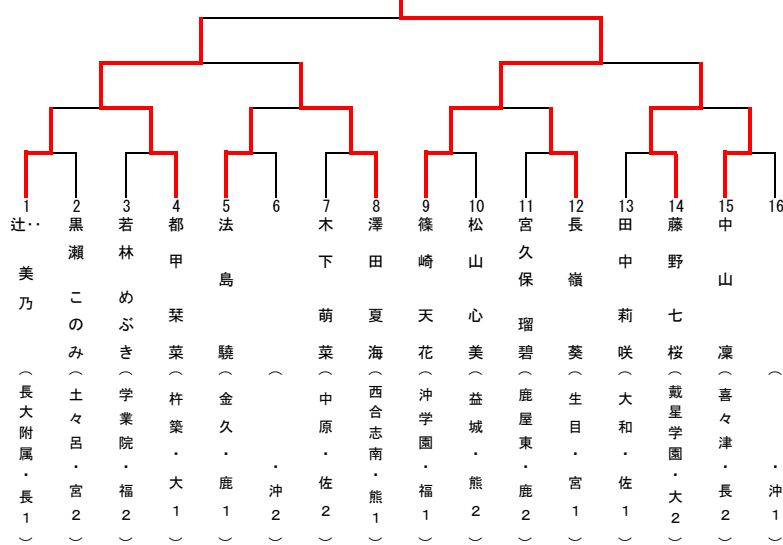 1 辻‥ 美乃 （長大附属・長1）
2 黒瀬 このみ （土々呂・宮2）
3 若林 めぶき （学業院・福2）
4 都甲 栞菜 （杵築・大1）
5 法島 驍 （金久・鹿1）
6 （ ・沖2）
7 木下 萌菜 （中原・佐2）
8 澤田 夏海 （西合志南・熊1）
9 篠崎 天花 （沖学園・福1）
10 松山 心美 （益城・熊2）
11 宮久保 瑠碧 （鹿屋東・鹿2）
12 長嶺 葵 （生目・宮1）
13 田中 莉咲 （大和・佐1）
14 藤野 七桜 （戴星学園・大2）
15 中山 凜 （喜々津・長2）
16 （ ・沖1）